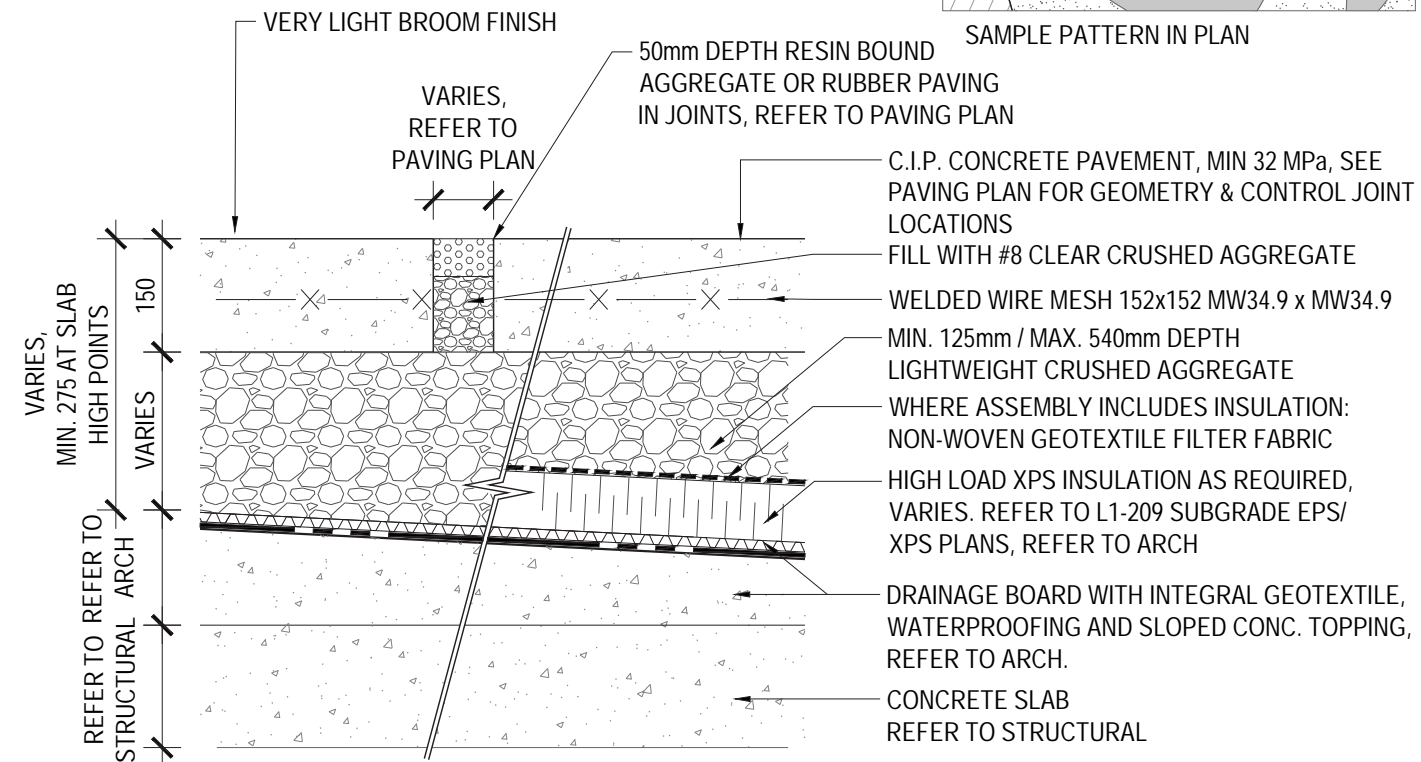 VERY LIGHT BROOM FINISH
SAMPLE PATTERN IN PLAN
50mm DEPTH RESIN BOUND
AGGREGATE OR RUBBER PAVING
IN JOINTS, REFER TO PAVING PLAN
VARIES,
REFER TO
PAVING PLAN
C.I.P. CONCRETE PAVEMENT, MIN 32 MPa, SEE
PAVING PLAN FOR GEOMETRY & CONTROL JOINT
LOCATIONS
FILL WITH #8 CLEAR CRUSHED AGGREGATE
WELDED WIRE MESH 152x152 MW34.9 x MW34.9
MIN. 125mm / MAX. 540mm DEPTH
LIGHTWEIGHT CRUSHED AGGREGATE
WHERE ASSEMBLY INCLUDES INSULATION:
NON-WOVEN GEOTEXTILE FILTER FABRIC
HIGH LOAD XPS INSULATION AS REQUIRED,
VARIES. REFER TO L1-209 SUBGRADE EPS/
XPS PLANS, REFER TO ARCH
DRAINAGE BOARD WITH INTEGRAL GEOTEXTILE,
WATERPROOFING AND SLOPED CONC. TOPPING,
REFER TO ARCH.
CONCRETE SLAB
REFER TO STRUCTURAL
VARIES,
MIN. 275 AT SLAB
HIGH POINTS
150
VARIES
REFER TO
ARCH
REFER TO
STRUCTURAL